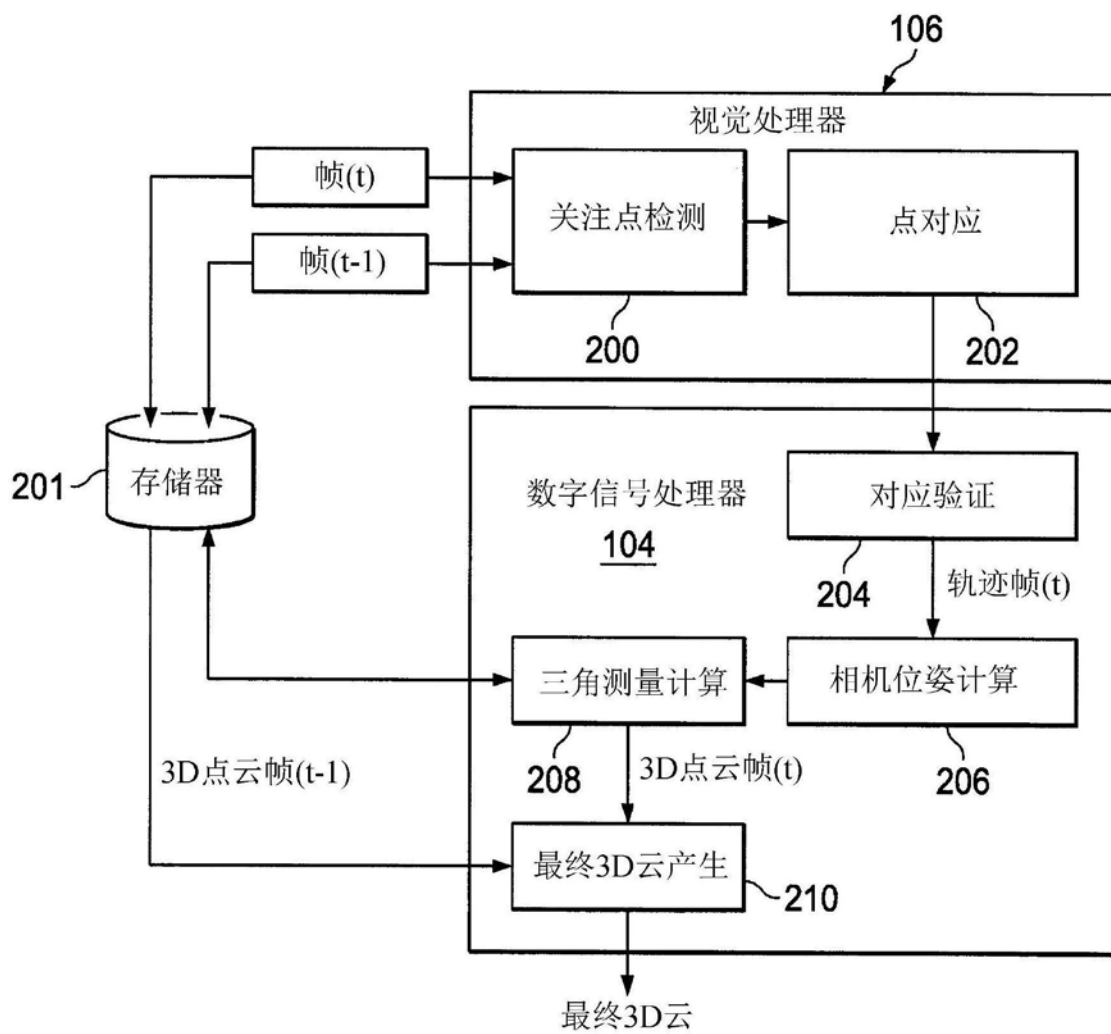 106
视觉处理器
帧(t)
关注点检测
点对应
帧(t-1)
200
202
201
存储器
数字信号处理器
104
对应验证
204
轨迹帧(t)
三角测量计算
相机位姿计算
3D点云帧(t-1)
208
3D点云帧(t)
206
最终3D云产生
210
最终3D云